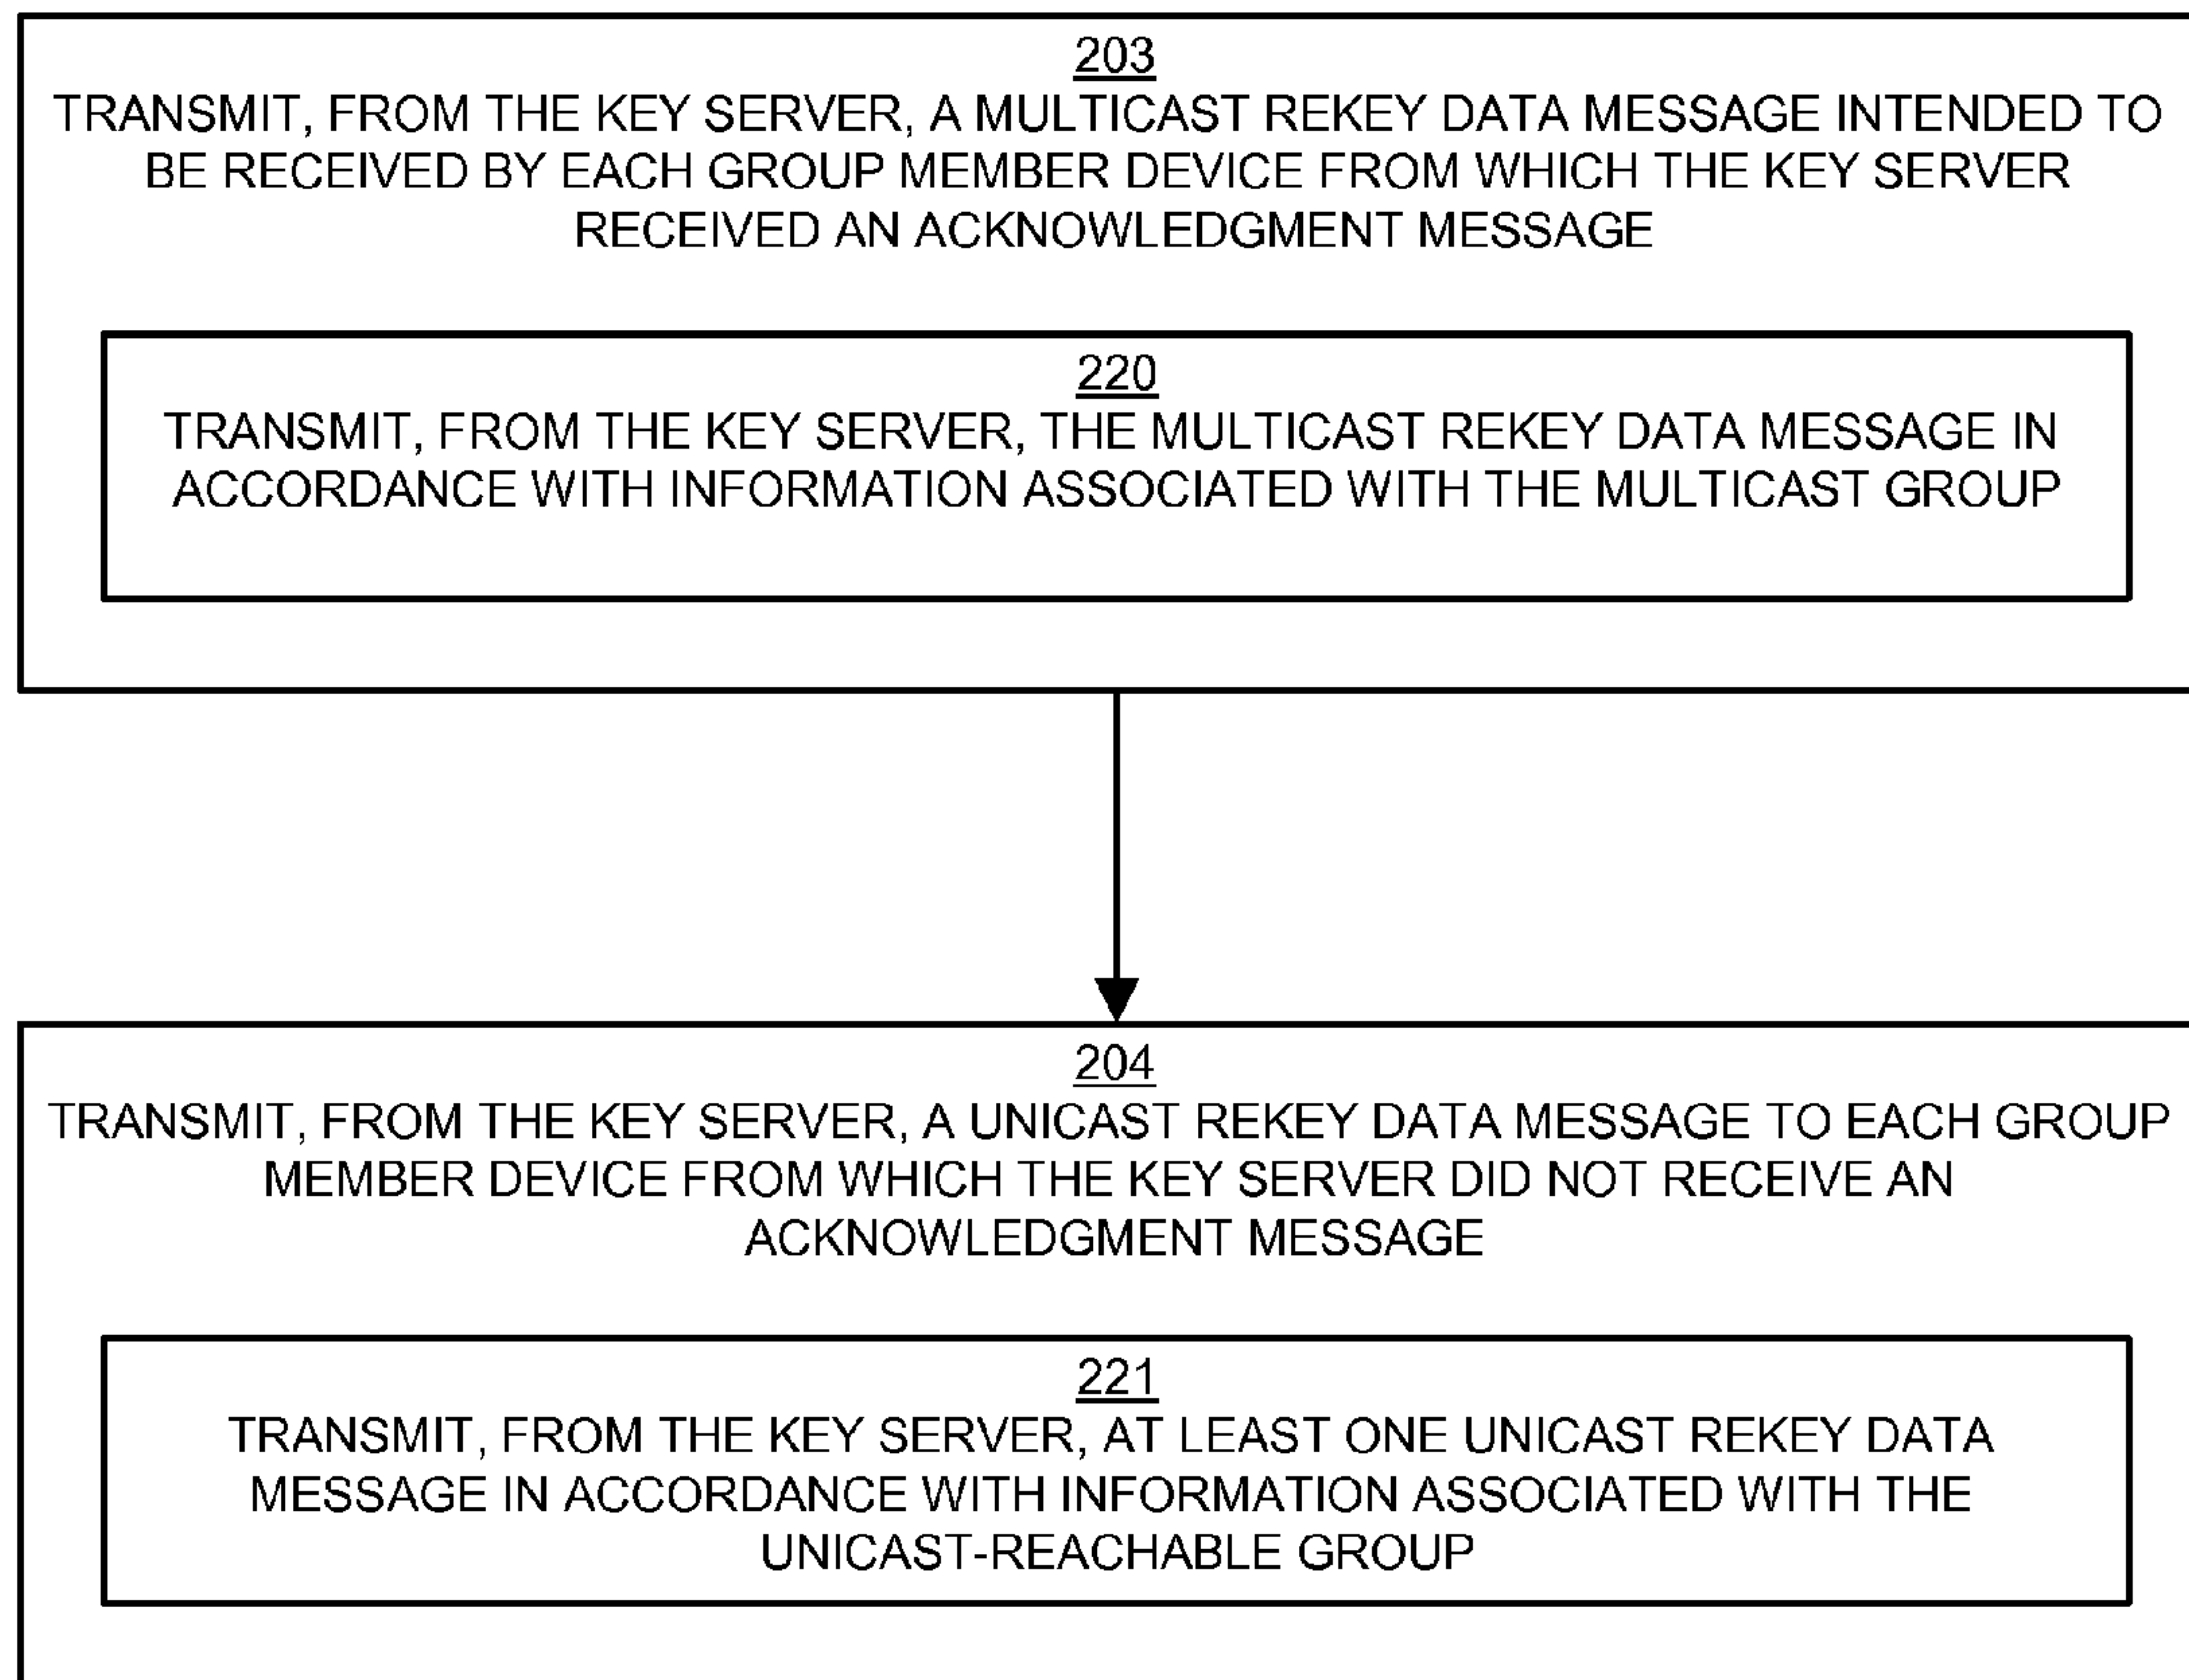 203
TRANSMIT, FROM THE KEY SERVER, A MULTICAST REKEY DATA MESSAGE INTENDED TO
BE RECEIVED BY EACH GROUP MEMBER DEVICE FROM WHICH THE KEY SERVER
RECEIVED AN ACKNOWLEDGMENT MESSAGE
220
TRANSMIT, FROM THE KEY SERVER, THE MULTICAST REKEY DATA MESSAGE IN
ACCORDANCE WITH INFORMATION ASSOCIATED WITH THE MULTICAST GROUP
204
TRANSMIT, FROM THE KEY SERVER, A UNICAST REKEY DATA MESSAGE TO EACH GROUP
MEMBER DEVICE FROM WHICH THE KEY SERVER DID NOT RECEIVE AN
ACKNOWLEDGMENT MESSAGE
221
TRANSMIT, FROM THE KEY SERVER, AT LEAST ONE UNICAST REKEY DATA
MESSAGE IN ACCORDANCE WITH INFORMATION ASSOCIATED WITH THE
UNICAST-REACHABLE GROUP